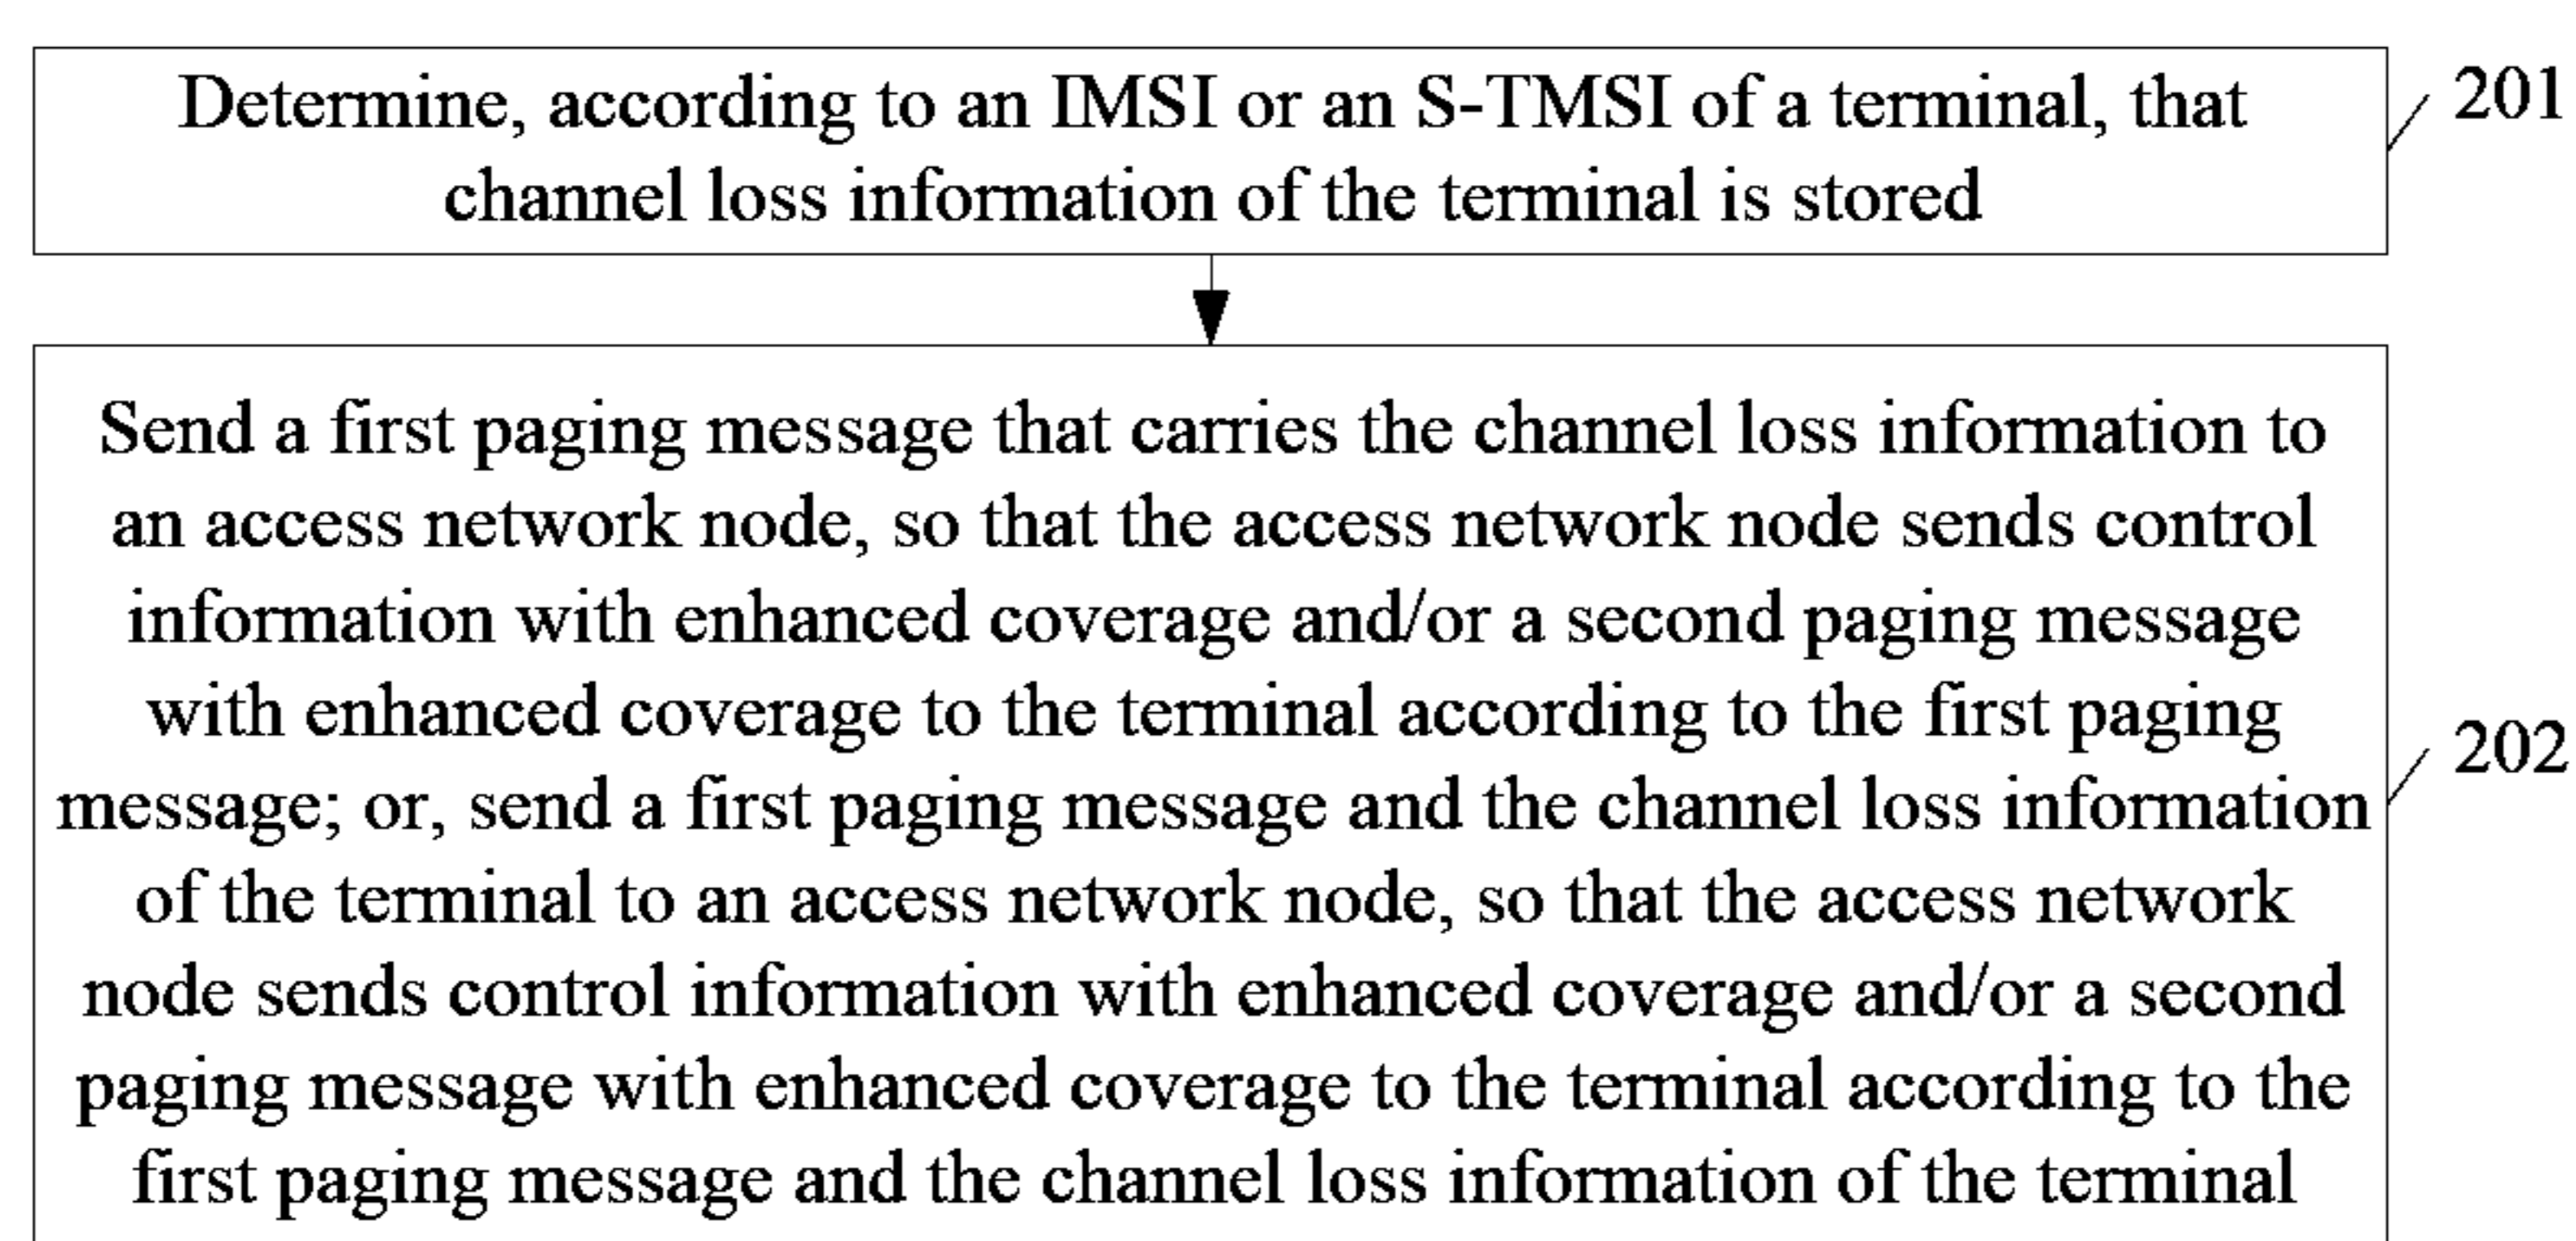 Determine, according to an IMSI or an S-TMSI of a terminal, that
channel loss information of the terminal is stored
201
Send a first paging message that carries the channel loss information to
an access network node, so that the access network node sends control
information with enhanced coverage and/or a second paging message
with enhanced coverage to the terminal according to the first paging
message; or, send a first paging message and the channel loss information
of the terminal to an access network node, so that the access network
node sends control information with enhanced coverage and/or a second
paging message with enhanced coverage to the terminal according to the
first paging message and the channel loss information of the terminal
202